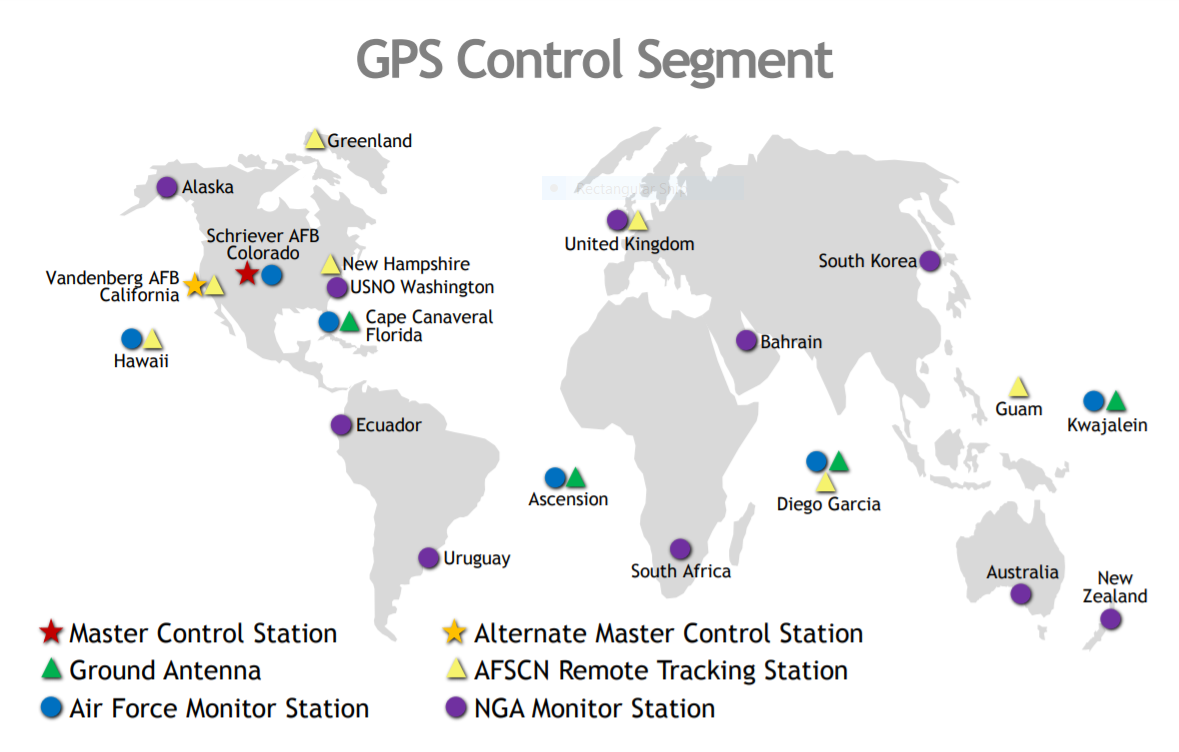 GPS Control Segment
Greenland
Alaska
Rectangular Snip
United Kingdom
Schriever AFB
Colorado
New Hampshire
South Korea
Vandenberg AFB
California
USNO Washington
Cape Canaveral
Florida
Bahrain
Hawaii
Guam
Kwajalein
Ecuador
Ascension
Diego Garcia
Uruguay
South Africa
Australia
New
Zealand
Master Control Station
Alternate Master Control Station
Ground Antenna
AFSCN Remote Tracking Station
Air Force Monitor Station
NGA Monitor Station